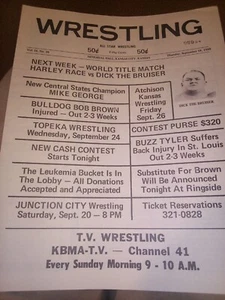 WRESTLING
50¢ ALL STAR WRESTLING 50¢
NEXT WEEK - WORLD TITLE MATCH
HARLEY RACE vs DICK THE BRUISER
New Central States Champion
MIKE GEORGE
BULLDOG BOB BROWN
Injured - Out 2-3 Weeks
Atchison
Kansas
Wrestling
Friday
Sept. 26
DICK THE BRUISER
TOPEKA WRESTLING
Wednesday, September 24
CONTEST PURSE $320
NEW CASH CONTEST
Starts Tonight
BUZZ TYLER Suffers
Back Injury In St. Louis
Out 2-3 Weeks
The Leukemia Bucket Is In
The Lobby - All Donations
Accepted and Appreciated
Substitute For Brown
Will Be Announced
Tonight At Ringside
JUNCTION CITY Wrestling
Saturday, Sept. 20 - 8 PM
Ticket Reservations
321-0828
T.V. WRESTLING
KBMA-T.V. - Channel 41
Every Sunday Morning 9 - 10 A.M.